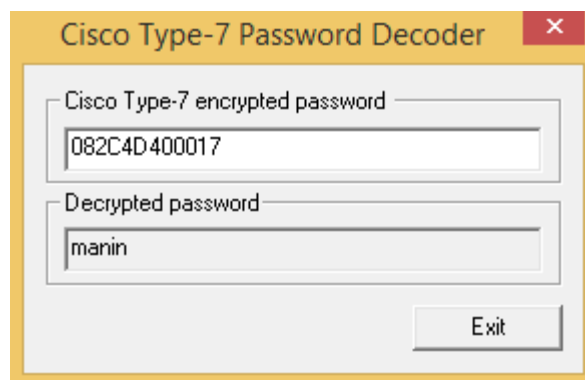 Cisco Type-7 Password Decoder
Cisco Type-7 encrypted password
082C4D400017
Decrypted password
manin
Exit